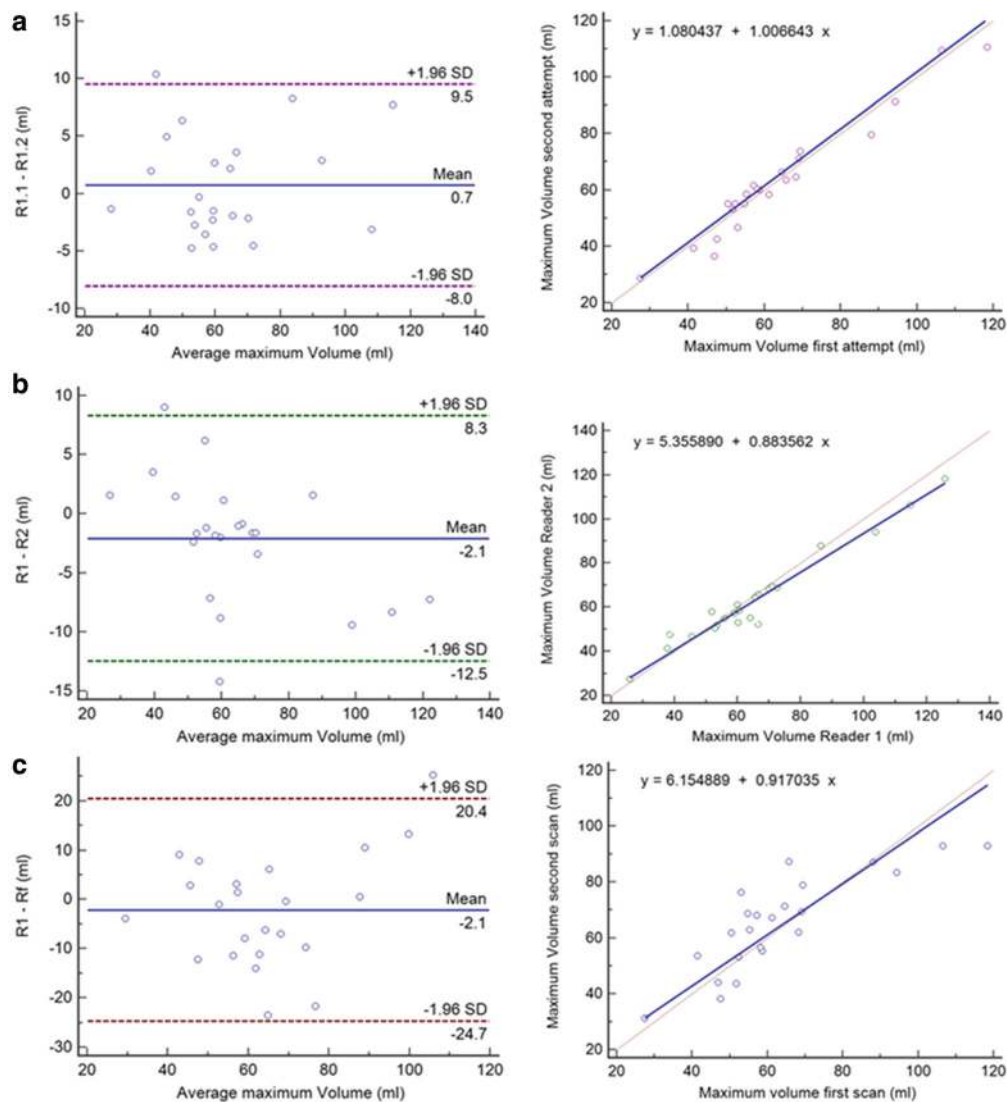 a
15
10
5
0
-5
-10
R1.1 - R1.2 (ml)
+1.96 SD
9.5
Mean
0.7
-1.96 SD
-8.0
20 40 60 80 100 120 140
Average maximum Volume (ml)
120
100
80
60
40
20
Maximum Volume second attempt (ml)
y = 1.080437 + 1.006643 x
20 40 60 80 100 120
Maximum Volume first attempt (ml)
b
10
5
0
-5
-10
-15
R1 - R2 (ml)
+1.96 SD
8.3
Mean
-2.1
-1.96 SD
-12.5
20 40 60 80 100 120 140
Average maximum Volume (ml)
140
120
100
80
60
40
20
Maximum Volume Reader 2 (ml)
y = 5.355890 + 0.883562 x
20 40 60 80 100 120 140
Maximum Volume Reader 1 (ml)
c
20
10
0
-10
-20
-30
R1 - Rf (ml)
+1.96 SD
20.4
Mean
-2.1
-1.96 SD
-24.7
20 40 60 80 100 120
Average maximum Volume (ml)
120
100
80
60
40
20
Maximum Volume second scan (ml)
y = 6.154889 + 0.917035 x
20 40 60 80 100 120
Maximum volume first scan (ml)